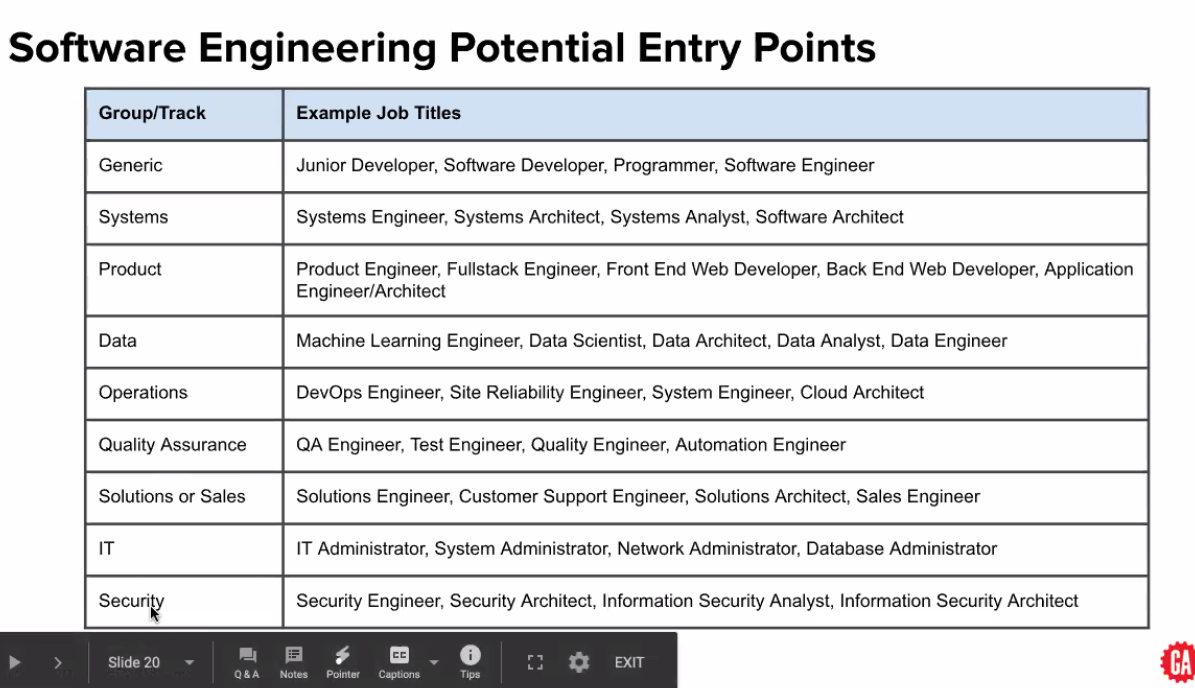 Software Engineering Potential Entry Points
Group/Track
Example Job Titles
Generic
Junior Developer, Software Developer, Programmer, Software Engineer
Systems
Systems Engineer, Systems Architect, Systems Analyst, Software Architect
Product
Product Engineer, Fullstack Engineer, Front End Web Developer, Back End Web Developer, Application
Engineer/Architect
Data
Machine Learning Engineer, Data Scientist, Data Architect, Data Analyst, Data Engineer
Operations
DevOps Engineer, Site Reliability Engineer, System Engineer, Cloud Architect
Quality Assurance
QA Engineer, Test Engineer, Quality Engineer, Automation Engineer
Solutions or Sales
Solutions Engineer, Customer Support Engineer, Solutions Architect, Sales Engineer
IT
IT Administrator, System Administrator, Network Administrator, Database Administrator
Security
Security Engineer, Security Architect, Information Security Analyst, Information Security Architect
Slide 20
Q & A
Notes
Pointer
CC
Captions
Tips
EXIT
GA